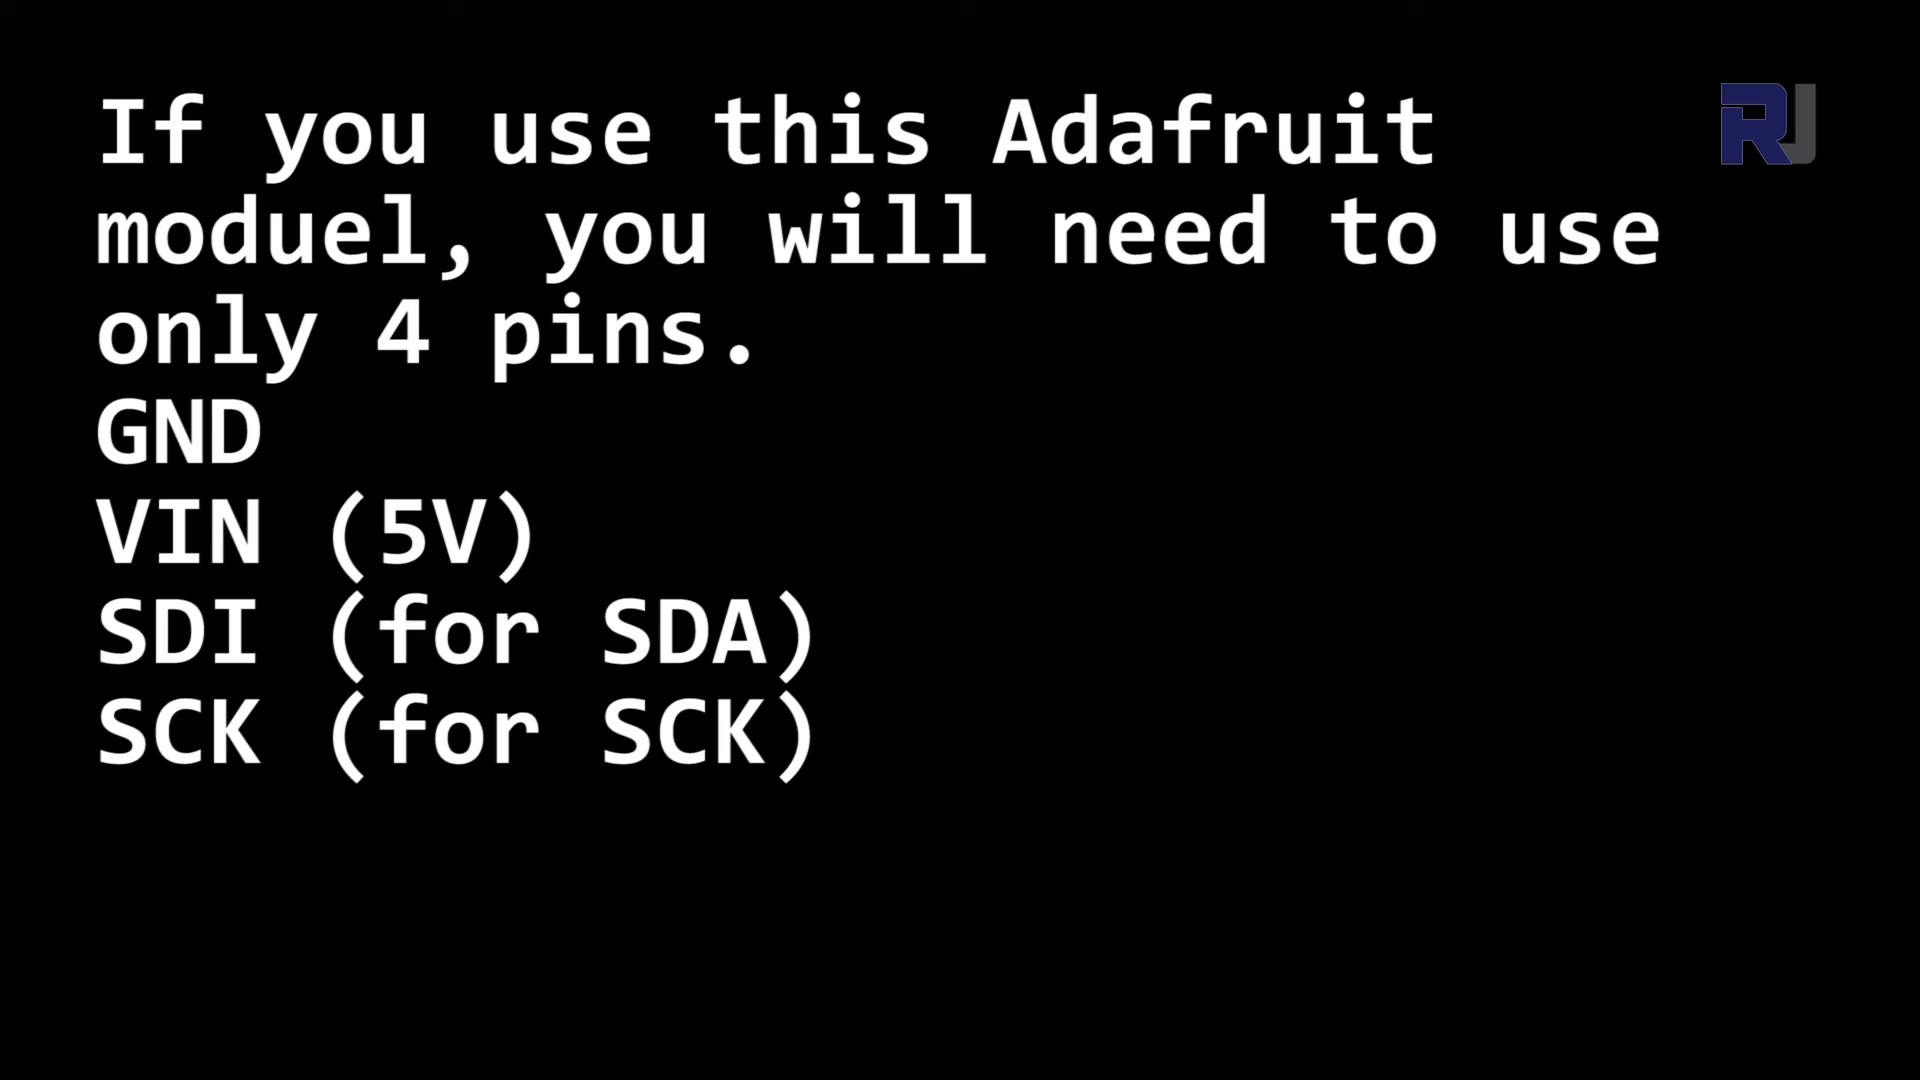 If you use this Adafruit
moduel, you will need to use
only 4 pins.
GND
VIN (5V)
SDI (for SDA)
SCK (for SCK)
RJ